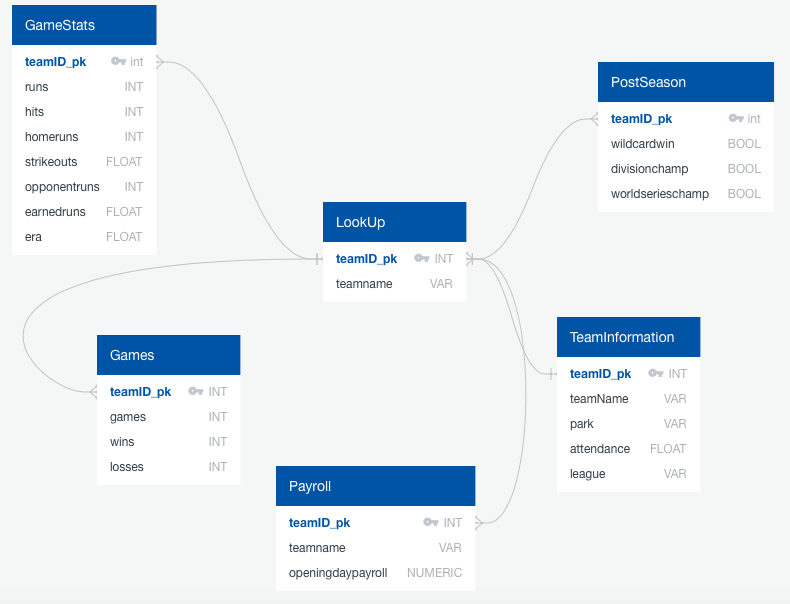 GameStats
teamID_pk int
runs INT
hits INT
homeruns INT
strikeouts FLOAT
opponentruns INT
earnedruns FLOAT
era FLOAT
PostSeason
teamID_pk int
wildcardwin BOOL
divisionchamp BOOL
worldserieschamp BOOL
LookUp
teamID_pk INT
teamname VAR
Games
teamID_pk INT
games INT
wins INT
losses INT
TeamInformation
teamID_pk INT
teamName VAR
park VAR
attendance FLOAT
league VAR
Payroll
teamID_pk INT
teamname VAR
openingdaypayroll NUMERIC